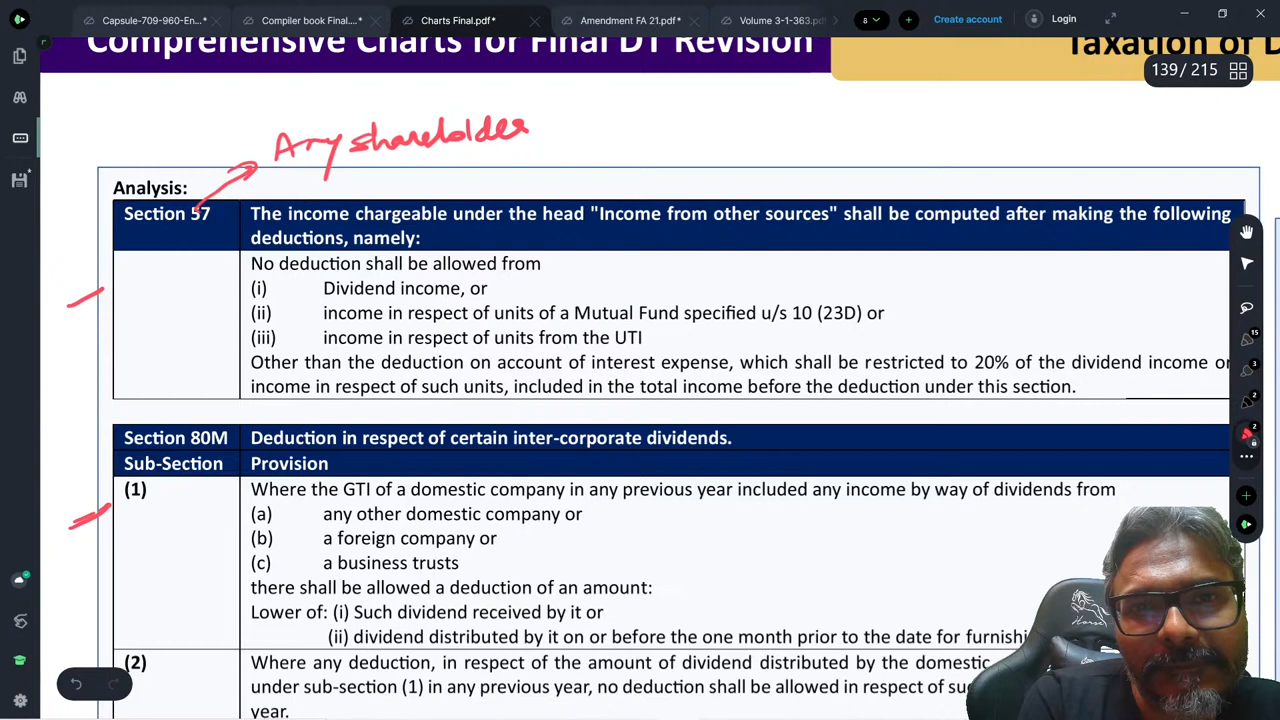 Capsule-709-960-En...*
Compiler book Final....*
Charts Final.pdf*
Amendment FA 21.pdf*
Volume 3-1-363.pd
8
Create account
Login
Comprehensive Charts for Final DT Revision
Taxation of D
139/ 215
Any shareholder
Analysis:
Section 57
The income chargeable under the head "Income from other sources" shall be computed after making the following
deductions, namely:
No deduction shall be allowed from
(i) Dividend income, or
(ii) income in respect of units of a Mutual Fund specified u/s 10 (23D) or
(iii) income in respect of units from the UTI
Other than the deduction on account of interest expense, which shall be restricted to 20% of the dividend income or
income in respect of such units, included in the total income before the deduction under this section.
Section 80M Deduction in respect of certain inter-corporate dividends.
Sub-Section Provision
(1) Where the GTI of a domestic company in any previous year included any income by way of dividends from
(a) any other domestic company or
(b) a foreign company or
(c) a business trusts
there shall be allowed a deduction of an amount:
Lower of: (i) Such dividend received by it or
(ii) dividend distributed by it on or before the one month prior to the date for furnishi
(2) Where any deduction, in respect of the amount of dividend distributed by the domestic
under sub-section (1) in any previous year, no deduction shall be allowed in respect of su
year.
15
3
2
2